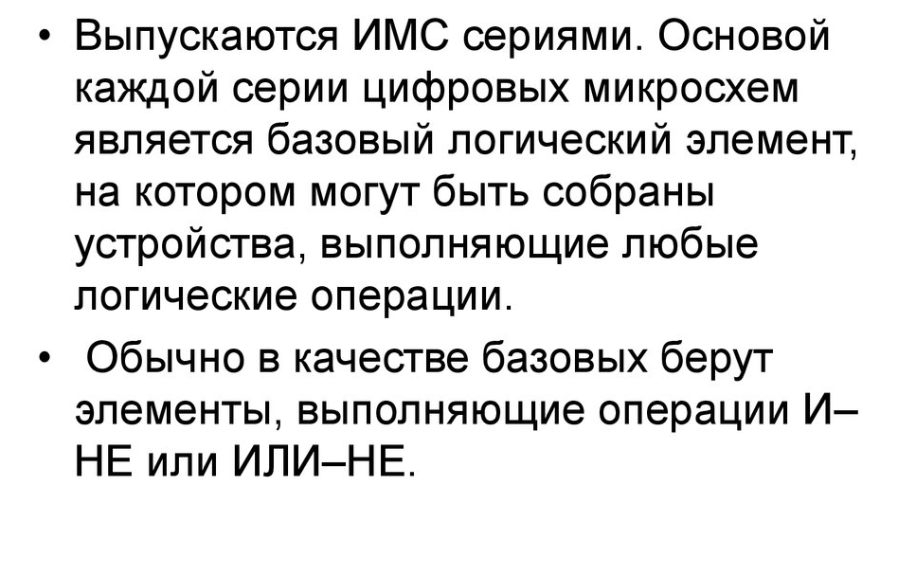 • Выпускаются ИМС сериями. Основой
каждой серии цифровых микросхем
является базовый логический элемент,
на котором могут быть собраны
устройства, выполняющие любые
логические операции.
• Обычно в качестве базовых берут
элементы, выполняющие операции И–
НЕ или ИЛИ–НЕ.